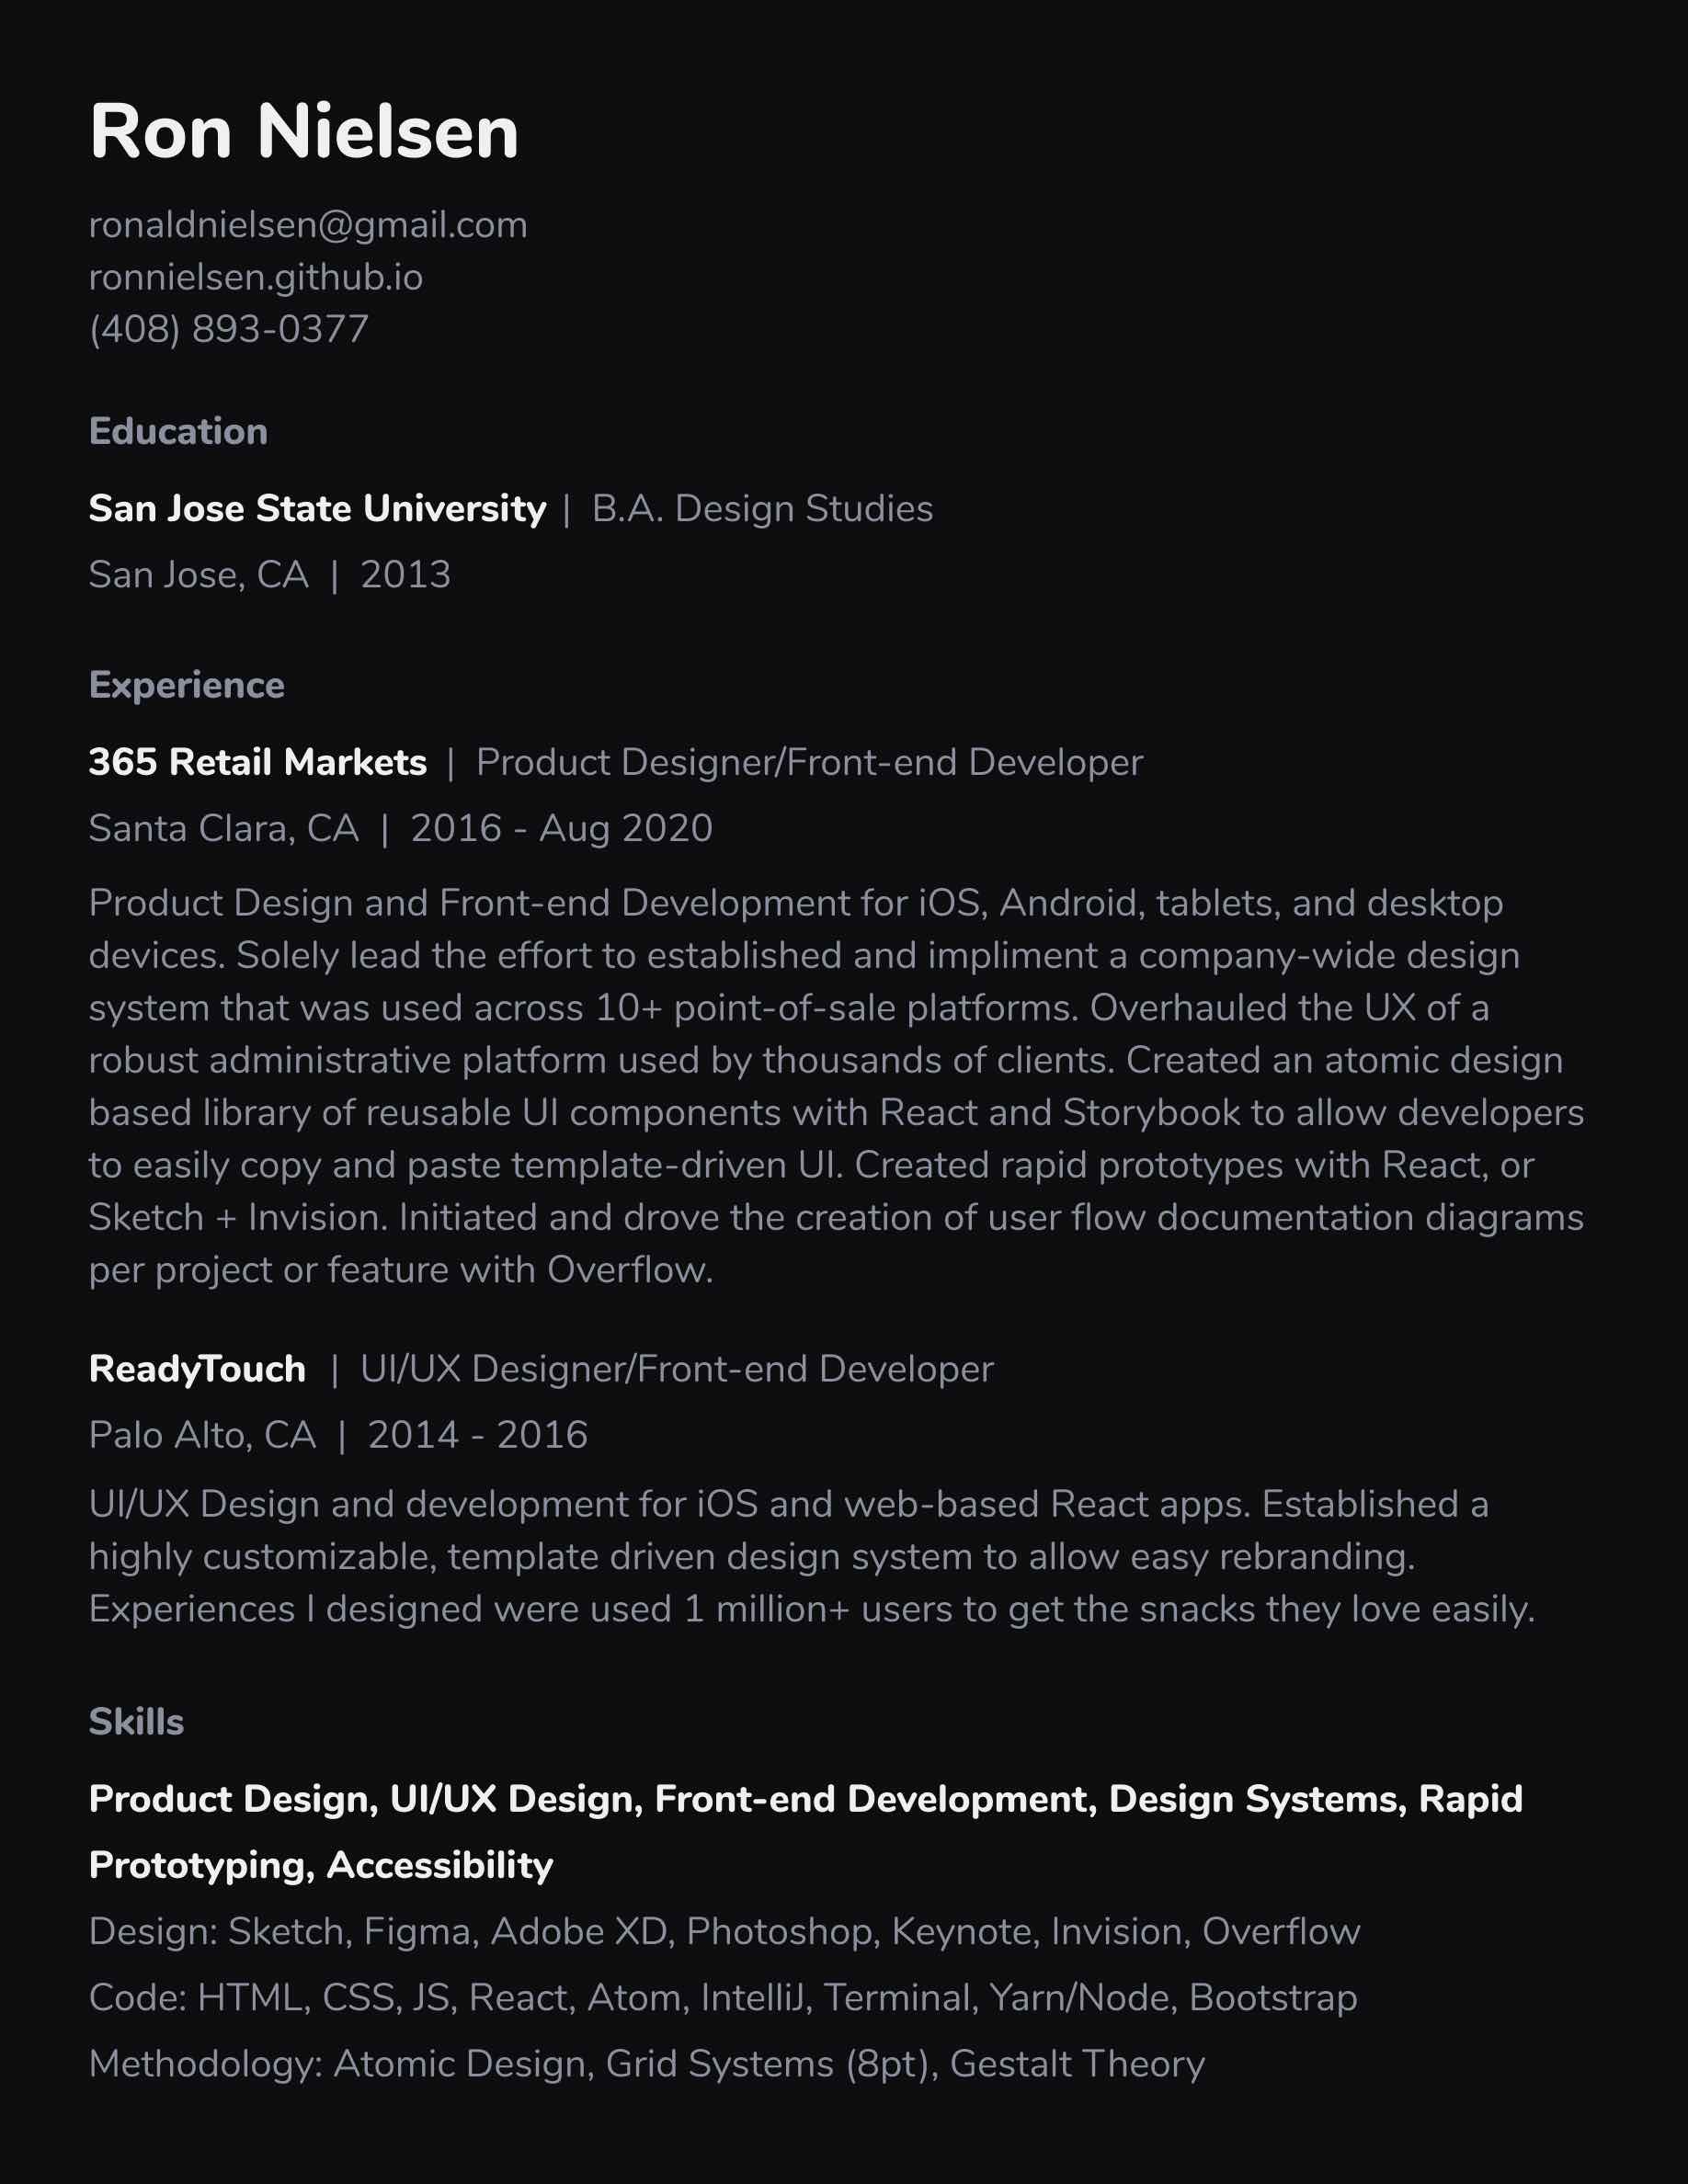 Ron Nielsen
ronaldnielsen@gmail.com
ronnielsen.github.io
(408) 893-0377
Education
San Jose State University | B.A. Design Studies
San Jose, CA | 2013
Experience
365 Retail Markets | Product Designer/Front-end Developer
Santa Clara, CA | 2016 - Aug 2020
Product Design and Front-end Development for iOS, Android, tablets, and desktop
devices. Solely lead the effort to established and impliment a company-wide design
system that was used across 10+ point-of-sale platforms. Overhauled the UX of a
robust administrative platform used by thousands of clients. Created an atomic design
based library of reusable UI components with React and Storybook to allow developers
to easily copy and paste template-driven UI. Created rapid prototypes with React, or
Sketch + Invision. Initiated and drove the creation of user flow documentation diagrams
per project or feature with Overflow.
ReadyTouch | UI/UX Designer/Front-end Developer
Palo Alto, CA | 2014 - 2016
UI/UX Design and development for iOS and web-based React apps. Established a
highly customizable, template driven design system to allow easy rebranding.
Experiences I designed were used 1 million+ users to get the snacks they love easily.
Skills
Product Design, UI/UX Design, Front-end Development, Design Systems, Rapid
Prototyping, Accessibility
Design: Sketch, Figma, Adobe XD, Photoshop, Keynote, Invision, Overflow
Code: HTML, CSS, JS, React, Atom, IntelliJ, Terminal, Yarn/Node, Bootstrap
Methodology: Atomic Design, Grid Systems (8pt), Gestalt Theory